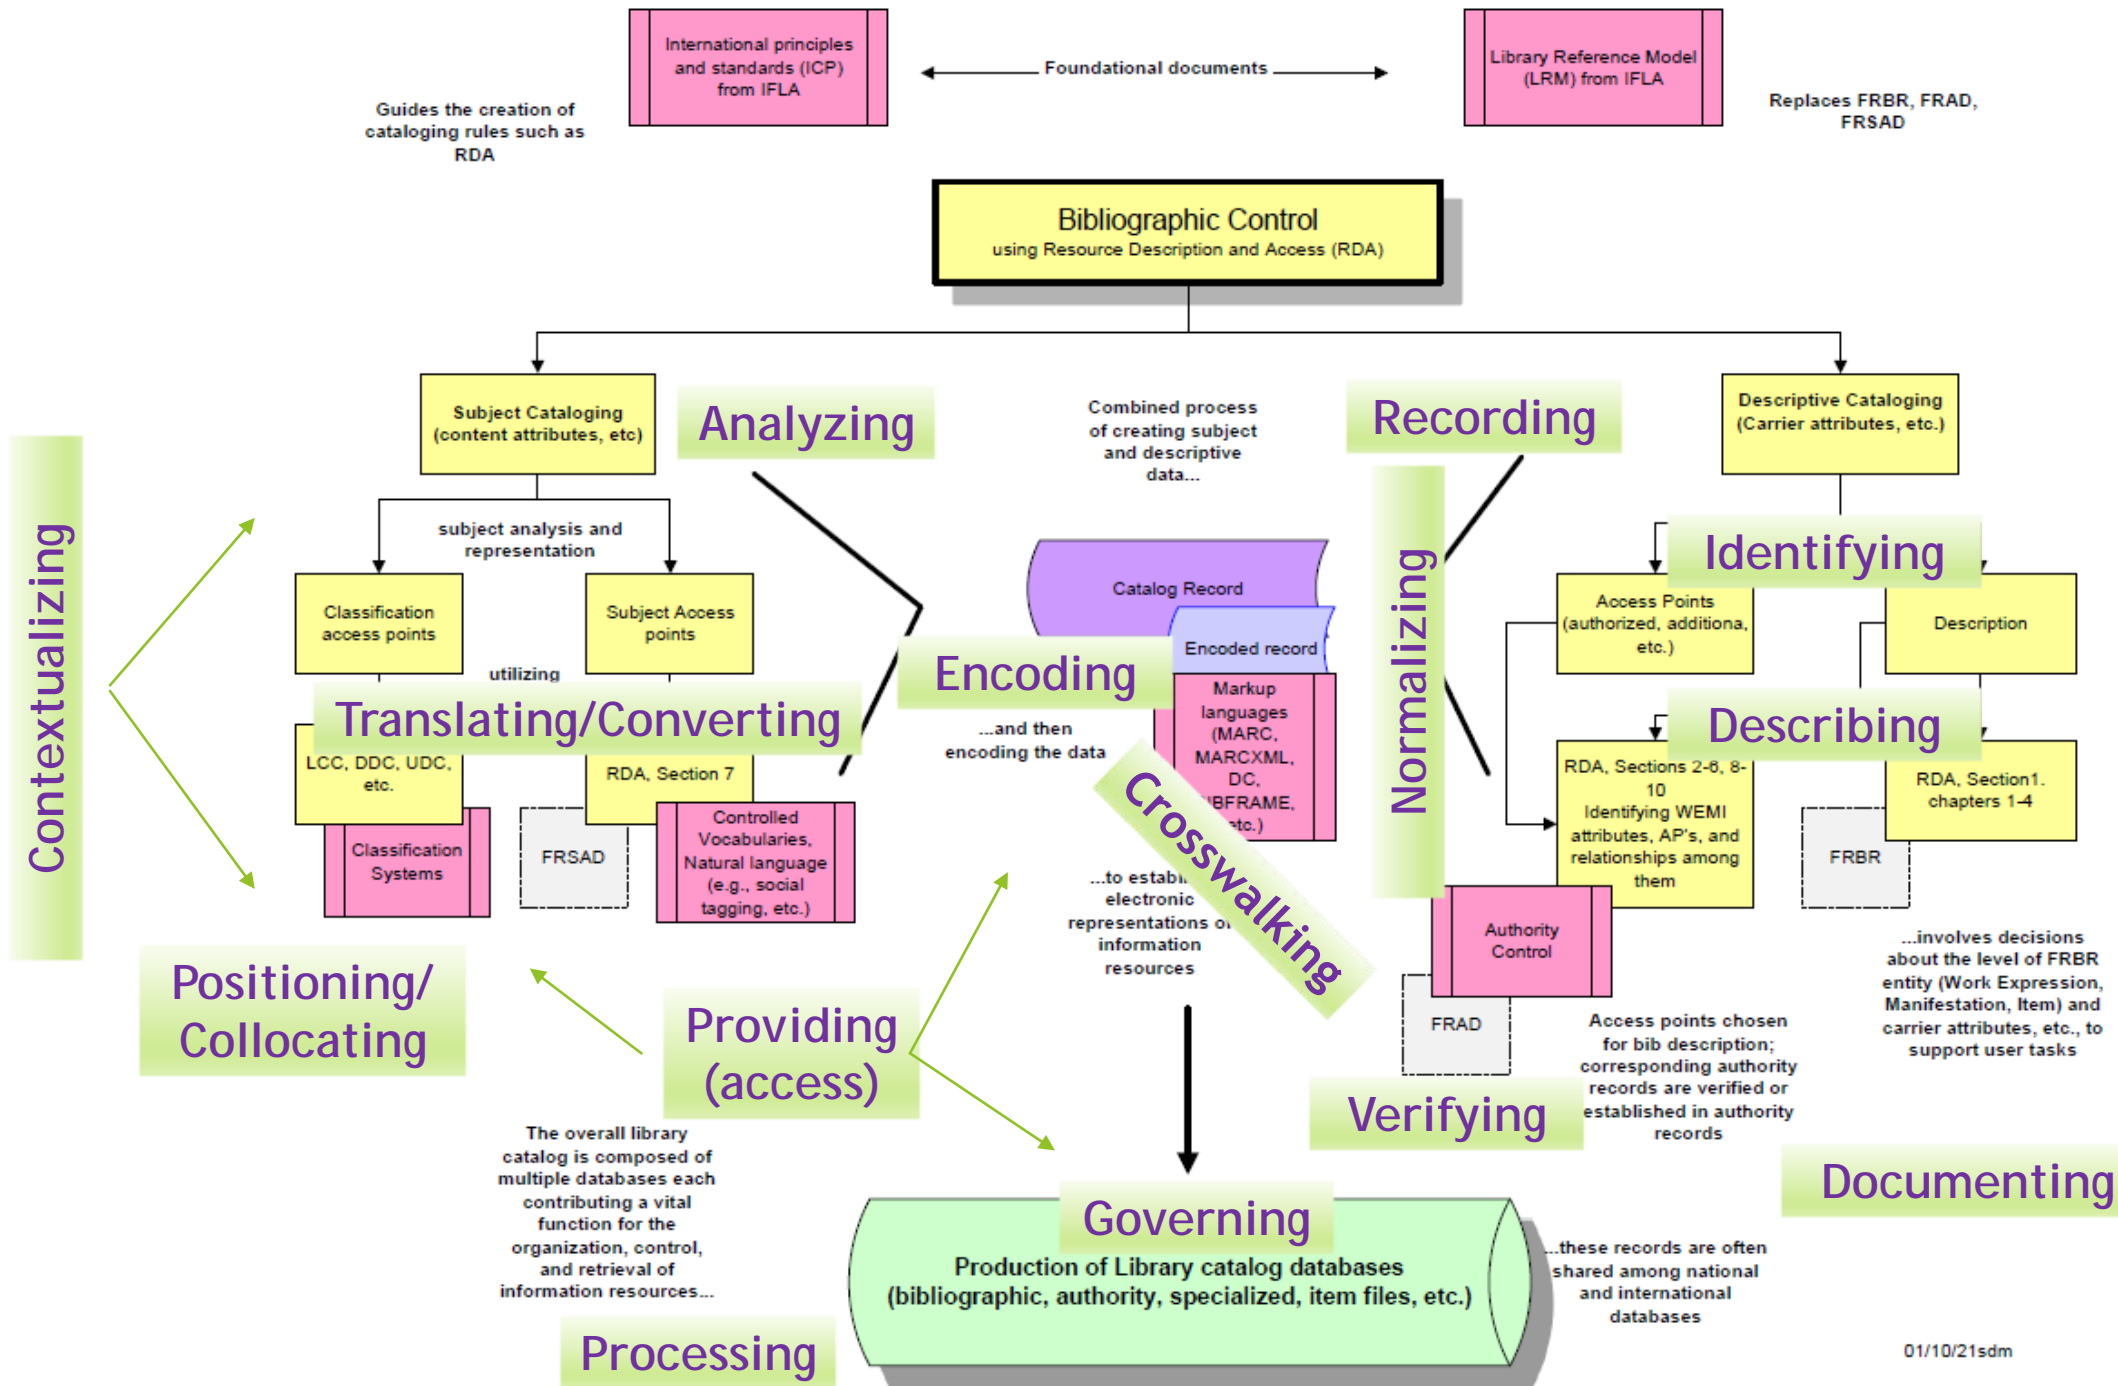 International principles
and standards (ICP)
from IFLA
Foundational documents
Library Reference Model
(LRM) from IFLA
Guides the creation of
cataloging rules such as
RDA
Replaces FRBR, FRAD,
FRSAD
Bibliographic Control
using Resource Description and Access (RDA)
Subject Cataloging
(content attributes, etc)
Analyzing
Combined process
of creating subject
and descriptive
data...
Recording
Descriptive Cataloging
(Carrier attributes, etc.)
Contextualizing
subject analysis and
representation
Classification
access points
Subject Access
points
utilizing
Translating/Converting
LCC, DDC, UDC,
etc.
RDA, Section 7
Classification
Systems
FRSAD
Controlled
Vocabularies,
Natural language
(e.g., social
tagging, etc.)
Catalog Record
Encoded record
Encoding
...and then
encoding the data
Markup
languages
(MARC,
MARCXML,
DC,
IBFRAME,
etc.)
Crosswalking
...to establi
electronic
representations of
information
resources
Normalizing
Identifying
Access Points
(authorized, additiona,
etc.)
Description
Describing
RDA, Sections 2-6, 8-
10
Identifying WEMI
attributes, AP's, and
relationships among
them
RDA, Section1.
chapters 1-4
FRBR
Authority
Control
FRAD
...involves decisions
about the level of FRBR
entity (Work Expression,
Manifestation, Item) and
carrier attributes, etc., to
support user tasks
Positioning/
Collocating
Providing
(access)
Verifying
Access points chosen
for bib description;
corresponding authority
records are verified or
established in authority
records
Documenting
The overall library
catalog is composed of
multiple databases each
contributing a vital
function for the
organization, control,
and retrieval of
information resources...
Governing
Production of Library catalog databases
(bibliographic, authority, specialized, item files, etc.)
...these records are often
shared among national
and international
databases
Processing
01/10/21sdm